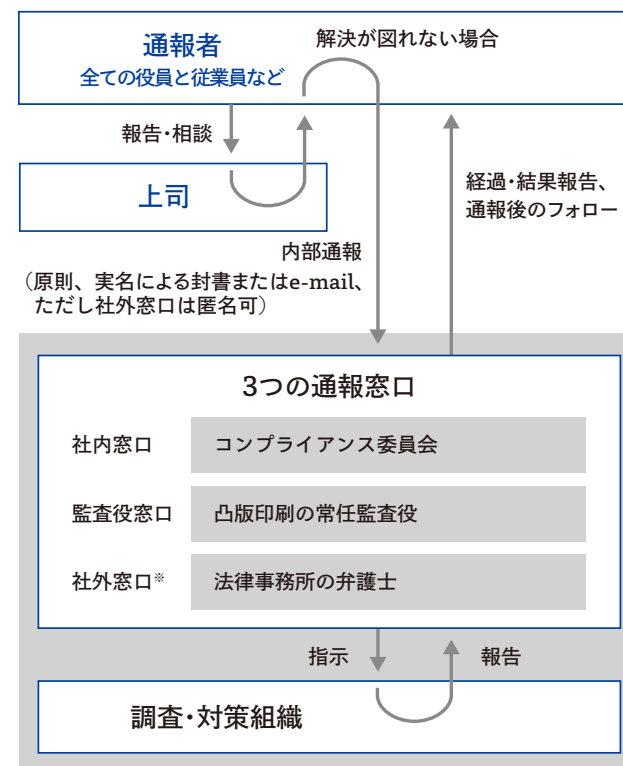 通報者
全ての役員と従業員など
解決が図れない場合
報告・相談
上司
経過・結果報告、
通報後のフォロー
内部通報
（原則、実名による封書またはe-mail、
ただし社外窓口は匿名可）
3つの通報窓口
社内窓口 コンプライアンス委員会
監査役窓口 凸版印刷の常任監査役
社外窓口※ 法律事務所の弁護士
指示 報告
調査・対策組織